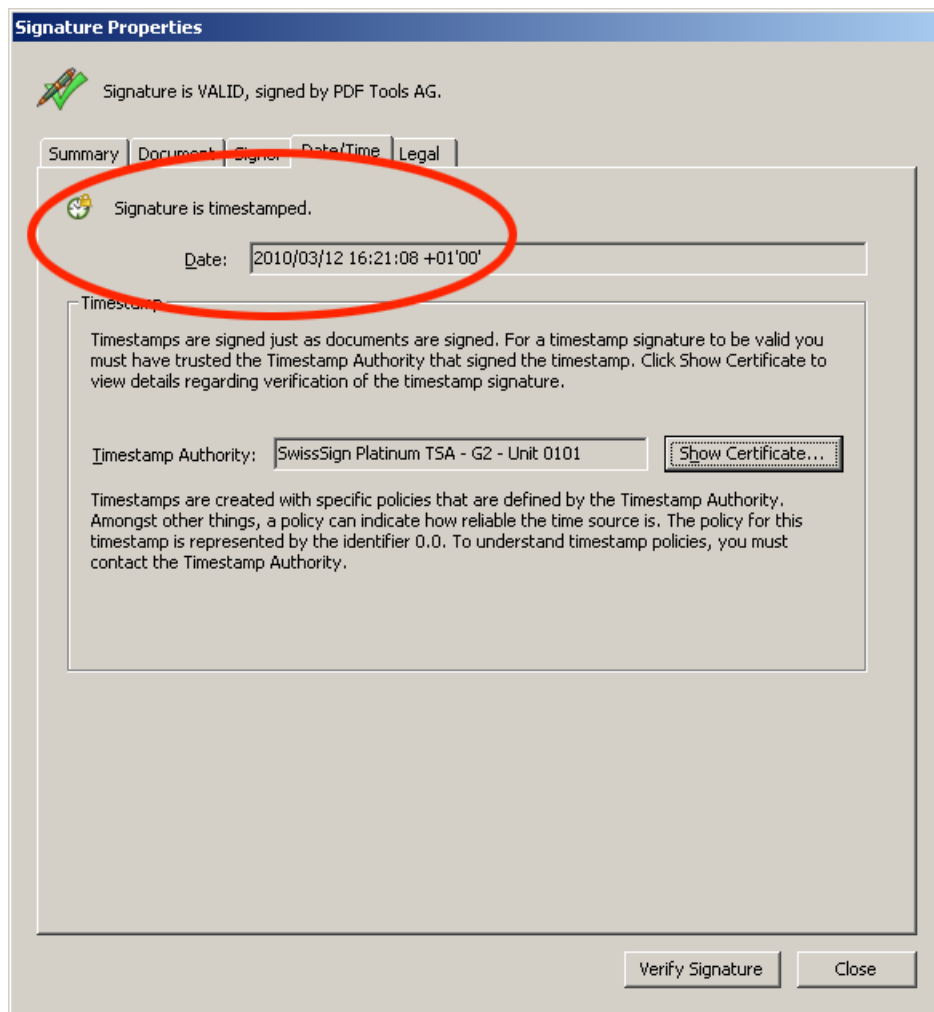 Signature Properties
Signature is VALID, signed by PDF Tools AG.
Summary Document Signor Date/Time Legal
Signature is timestamped.
Date: 2010/03/12 16:21:08 +01'00'
Timestamp
Timestamps are signed just as documents are signed. For a timestamp signature to be valid you
must have trusted the Timestamp Authority that signed the timestamp. Click Show Certificate to
view details regarding verification of the timestamp signature.
Timestamp Authority: SwissSign Platinum TSA - G2 - Unit 0101 Show Certificate...
Timestamps are created with specific policies that are defined by the Timestamp Authority.
Amongst other things, a policy can indicate how reliable the time source is. The policy for this
timestamp is represented by the identifier 0.0. To understand timestamp policies, you must
contact the Timestamp Authority.
Verify Signature Close